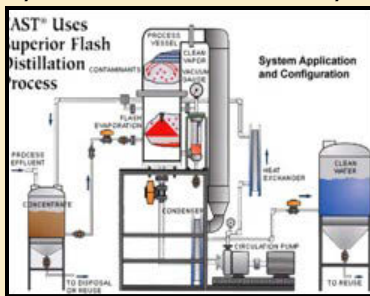 CAST® Uses
Superior Flash
Distillation
Process
System Application
and Configuration
PROCESS
VESSEL
CONTAMINANTS
CLEAN
VAPOR
VACUUM
GAUGE
FLASH
EVAPORATION
PROCESS
EFFLUENT
CONCENTRATE
HEAT
EXCHANGER
CLEAN
WATER
CONDENSER
CIRCULATION PUMP
TO DISPOSAL
OR REUSE
TO REUSE